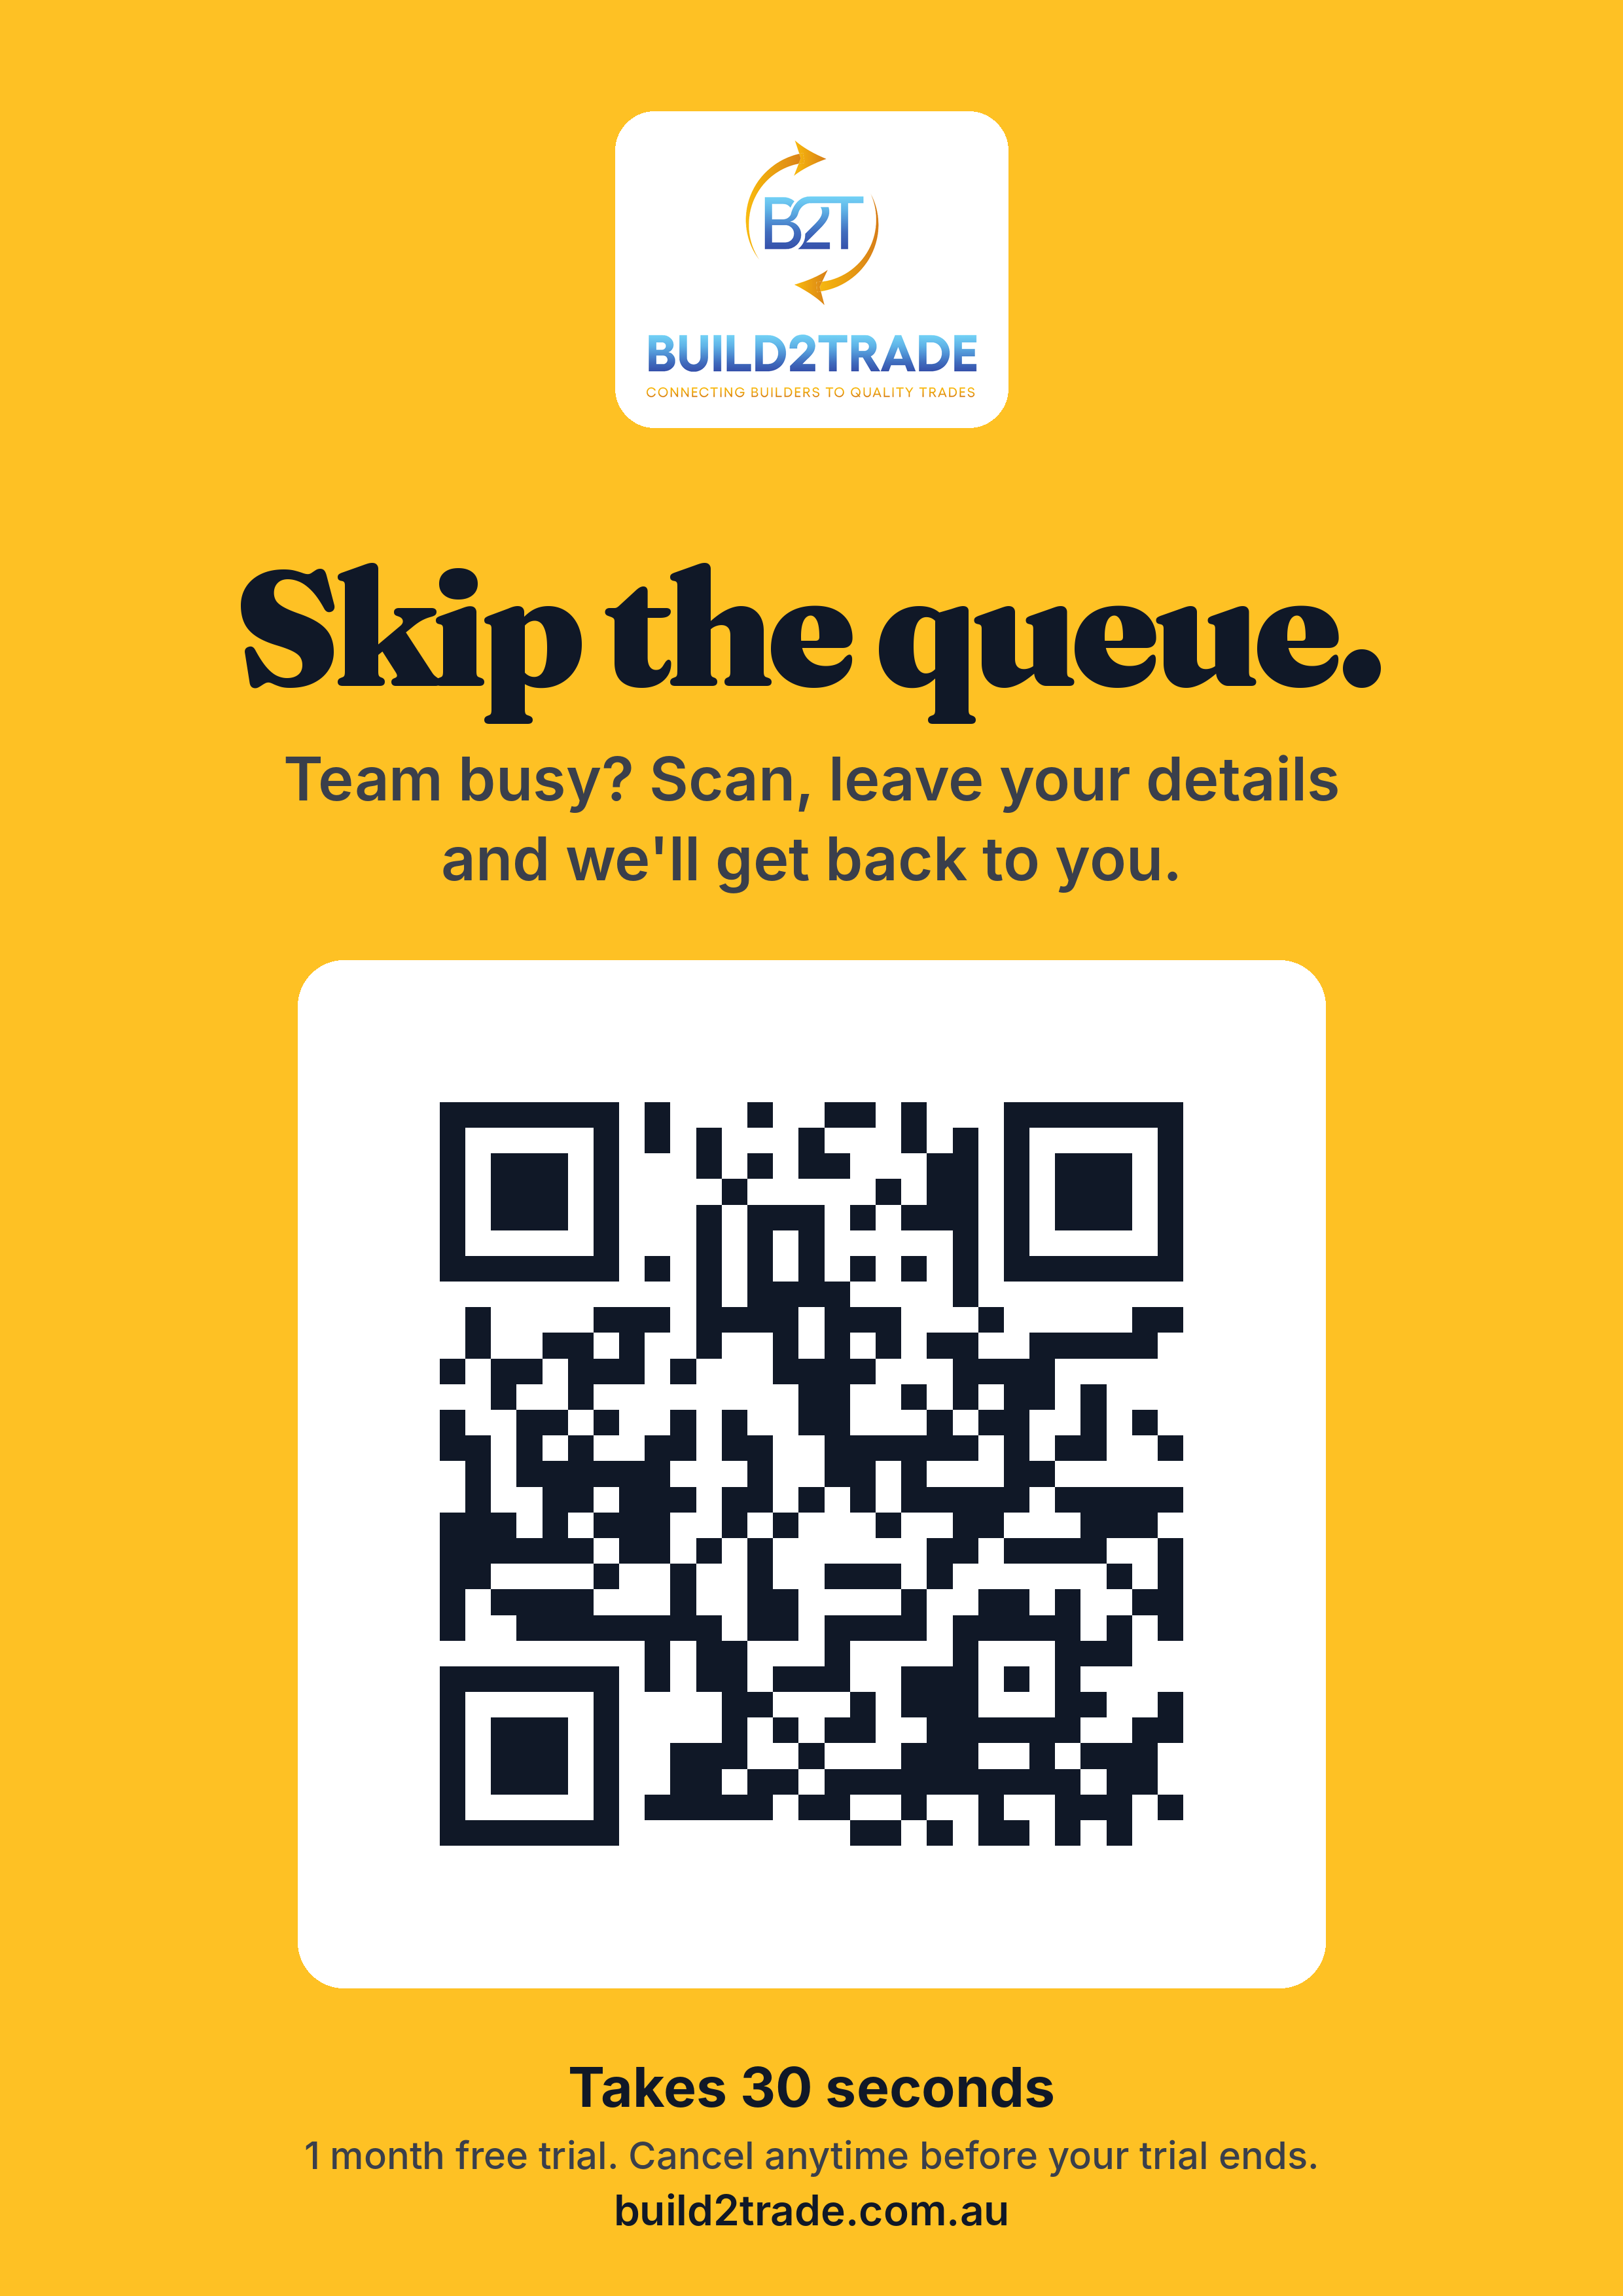 B2T
BUILD2TRADE
CONNECTING BUILDERS TO QUALITY TRADES
Skip the queue.
Team busy? Scan, leave your details
and we'll get back to you.
Takes 30 seconds
1 month free trial. Cancel anytime before your trial ends.
build2trade.com.au